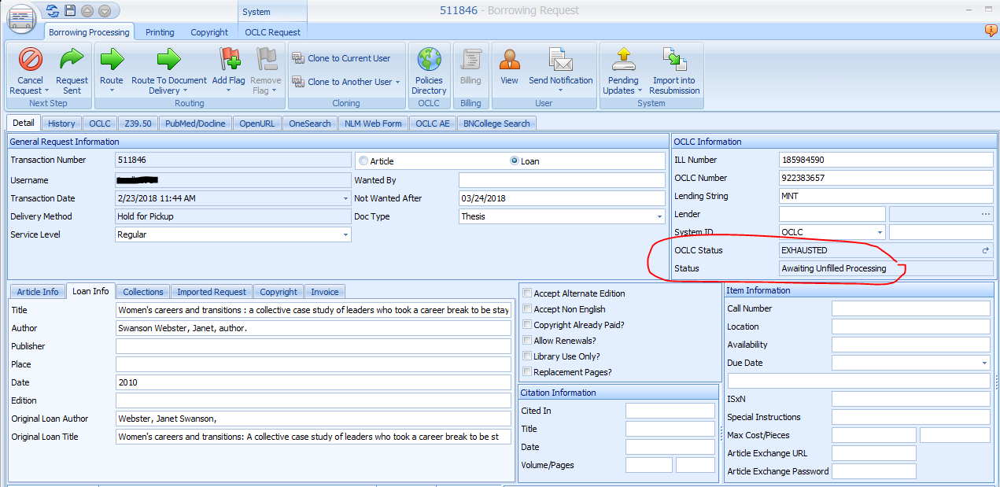 System
511846 - Borrowing Request
Borrowing Processing Printing Copyright OCLC Request
Cancel Request
Request Sent
Next Step
Route
Route To Document Delivery
Add Flag
Remove Flag
Routing
Clone to Current User
Clone to Another User
Cloning
Policies Directory
OCLC
Billing
Billing
View
Send Notification
User
Pending Updates
Import into Resubmission
System
Detail History OCLC Z39.50 PubMed/Docline OpenURL OneSearch NLM Web Form OCLC AE BNCollege Search
General Request Information
Transaction Number 511846
Article Loan
Username
Wanted By
Transaction Date 2/23/2018 11:44 AM
Not Wanted After 03/24/2018
Delivery Method Hold for Pickup
Doc Type Thesis
Service Level Regular
OCLC Information
ILL Number 185984590
OCLC Number 922383657
Lending String MNT
Lender
System ID OCLC
OCLC Status EXHAUSTED
Status Awaiting Unfilled Processing
Article Info Loan Info Collections Imported Request Copyright Invoice
Title Women's careers and transitions : a collective case study of leaders who took a career break to be stay
Author Swanson Webster, Janet, author.
Publisher
Place
Date 2010
Edition
Original Loan Author Webster, Janet Swanson,
Original Loan Title Women's careers and transitions: A collective case study of leaders who took a career break to be st
Accept Alternate Edition
Accept Non English
Copyright Already Paid?
Allow Renewals?
Library Use Only?
Replacement Pages?
Citation Information
Cited In
Title
Date
Volume/Pages
Item Information
Call Number
Location
Availability
Due Date
ISxN
Special Instructions
Max Cost/Pieces
Article Exchange URL
Article Exchange Password